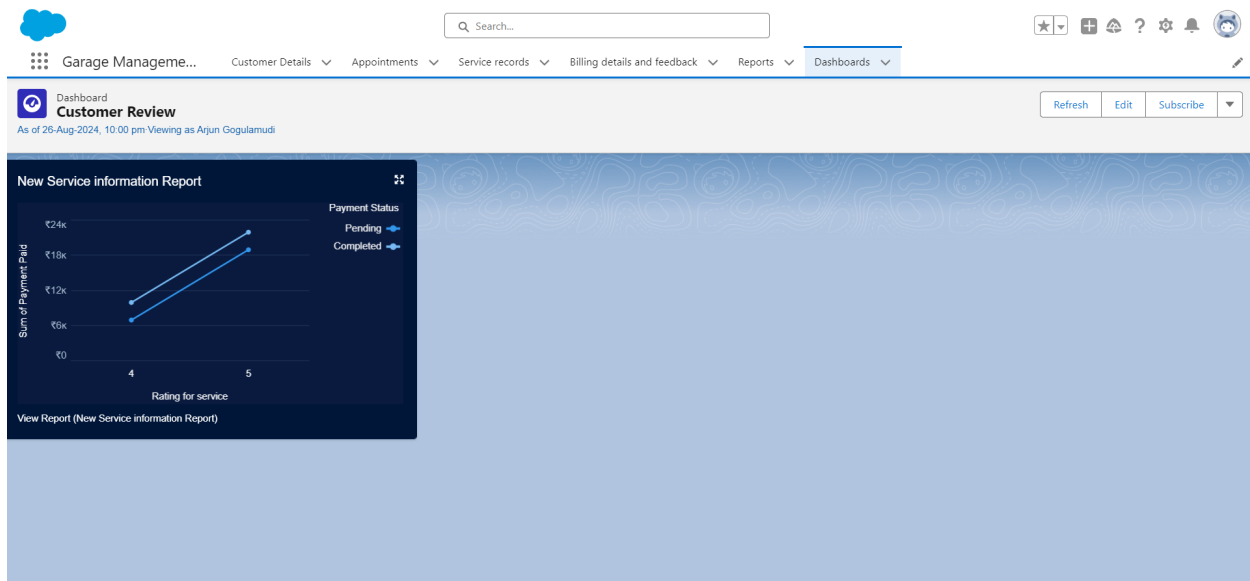 Search...
Garage Manageme... Customer Details Appointments Service records Billing details and feedback Reports Dashboards
Dashboard
Customer Review
As of 26-Aug-2024, 10:00 pm·Viewing as Arjun Gogulamudi
Refresh Edit Subscribe
New Service information Report
Payment Status
Pending
Completed
Sum of Payment Paid
₹24K
₹18K
₹12K
₹6K
₹0
4 5
Rating for service
View Report (New Service information Report)